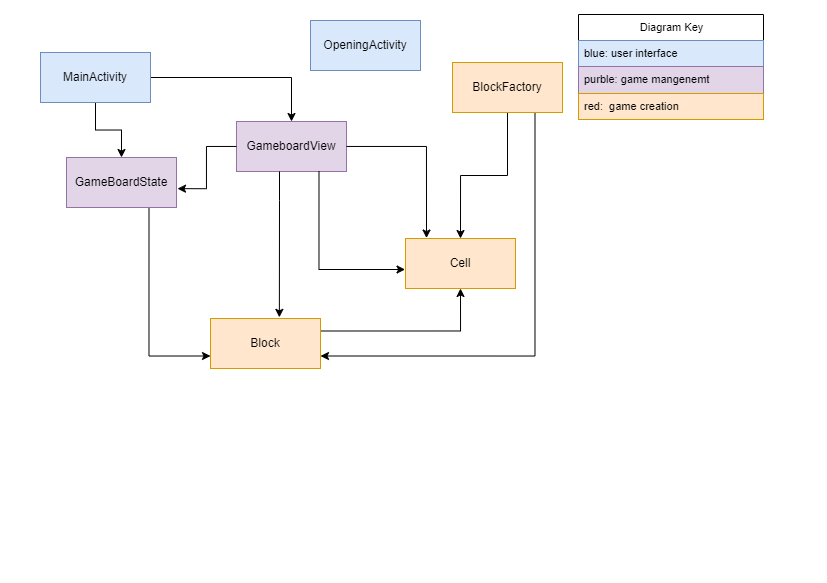 OpeningActivity
Diagram Key
blue: user interface
MainActivity
purble: game mangenemt
BlockFactory
red: game creation
GameboardView
GameBoardState
Cell
Block